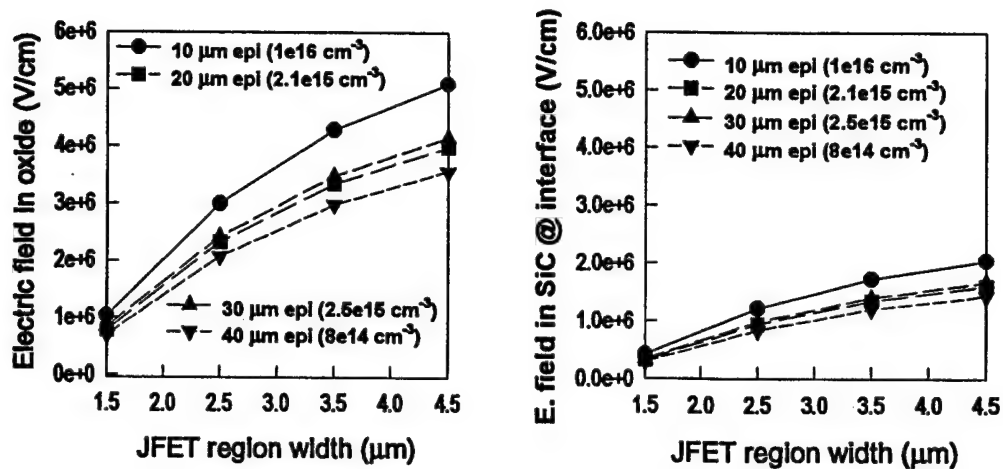 Electric field in oxide (V/cm)
6e+6
5e+6
4e+6
3e+6
2e+6
1e+6
0e+0
10 μm epi (1e16 cm⁻³)
20 μm epi (2.1e15 cm⁻³)
30 μm epi (2.5e15 cm⁻³)
40 μm epi (8e14 cm⁻³)
1.5 2.0 2.5 3.0 3.5 4.0 4.5
JFET region width (μm)
E. field in SiC @ interface (V/cm)
6.0e+6
5.0e+6
4.0e+6
3.0e+6
2.0e+6
1.0e+6
0.0e+0
10 μm epi (1e16 cm⁻³)
20 μm epi (2.1e15 cm⁻³)
30 μm epi (2.5e15 cm⁻³)
40 μm epi (8e14 cm⁻³)
1.5 2.0 2.5 3.0 3.5 4.0 4.5
JFET region width (μm)